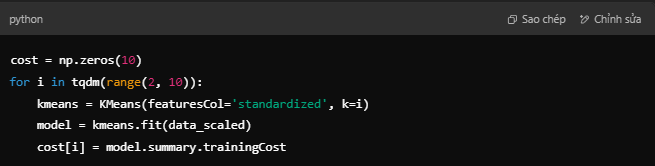 python
Sao chép
Chỉnh sửa
cost = np.zeros(10)
for i in tqdm(range(2, 10)):
    kmeans = KMeans(featuresCol='standardized', k=i)
    model = kmeans.fit(data_scaled)
    cost[i] = model.summary.trainingCost